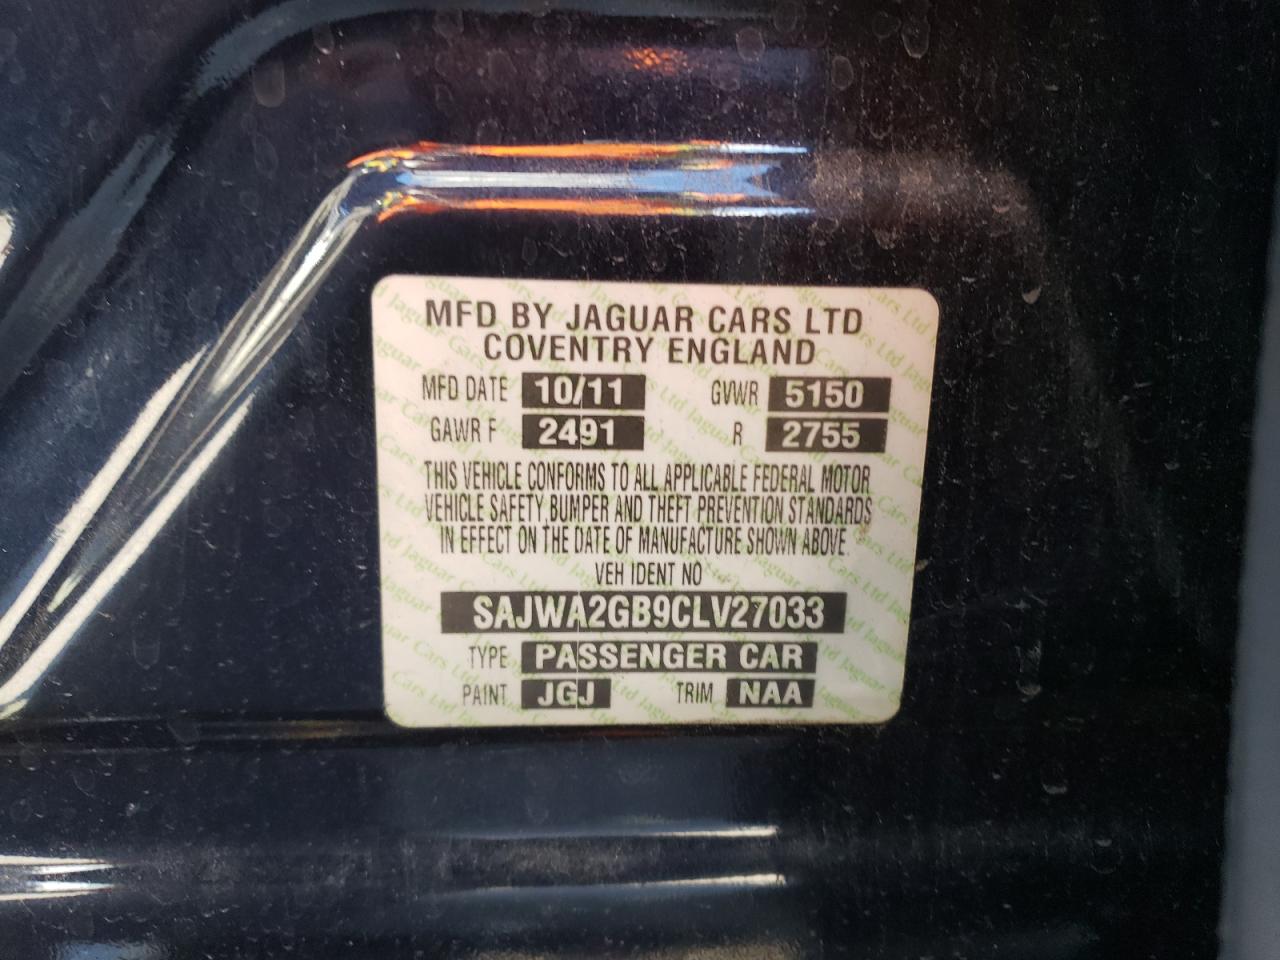 MFD BY JAGUAR CARS LTD
COVENTRY ENGLAND
MFD DATE 10/11 GVWR 5150
GAWR F 2491 R 2755
THIS VEHICLE CONFORMS TO ALL APPLICABLE FEDERAL MOTOR
VEHICLE SAFETY, BUMPER AND THEFT PREVENTION STANDARDS
IN EFFECT ON THE DATE OF MANUFACTURE SHOWN ABOVE.
VEH IDENT NO
SAJWA2GB9CLV27033
TYPE PASSENGER CAR
PAINT JGJ TRIM NAA